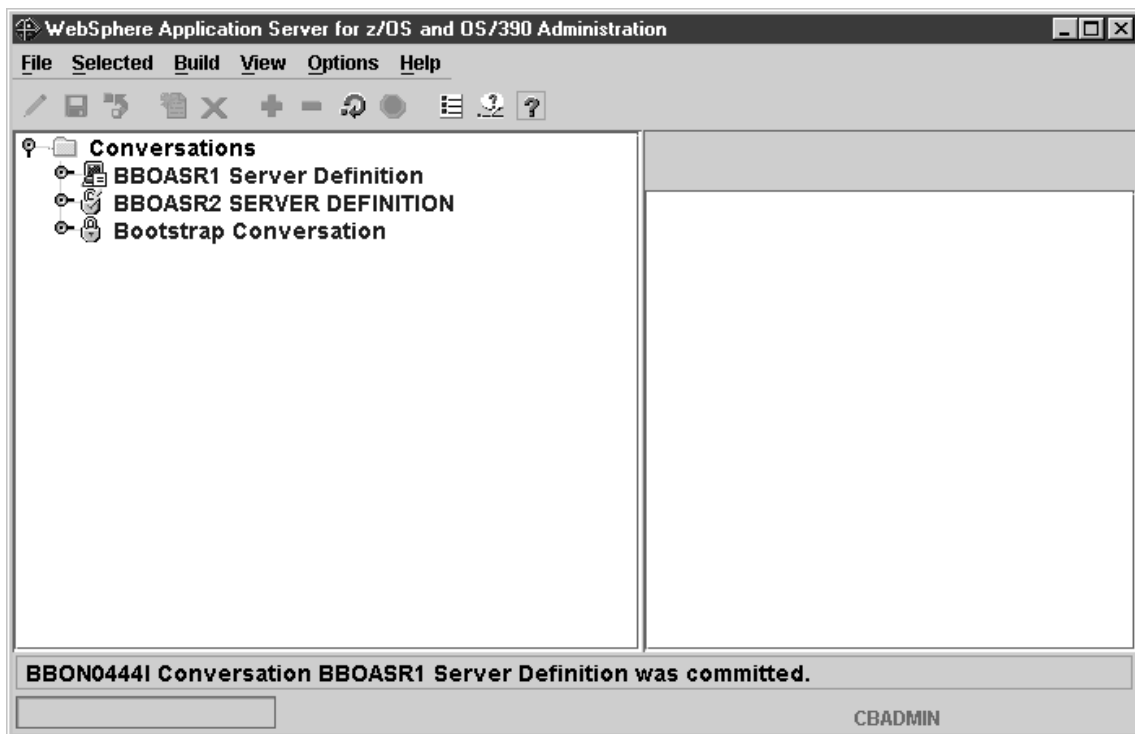 WebSphere Application Server for z/OS and OS/390 Administration
File Selected Build View Options Help
Conversations
BBOASR1 Server Definition
BBOASR2 SERVER DEFINITION
Bootstrap Conversation
BBON0444I Conversation BBOASR1 Server Definition was committed.
CBADMIN